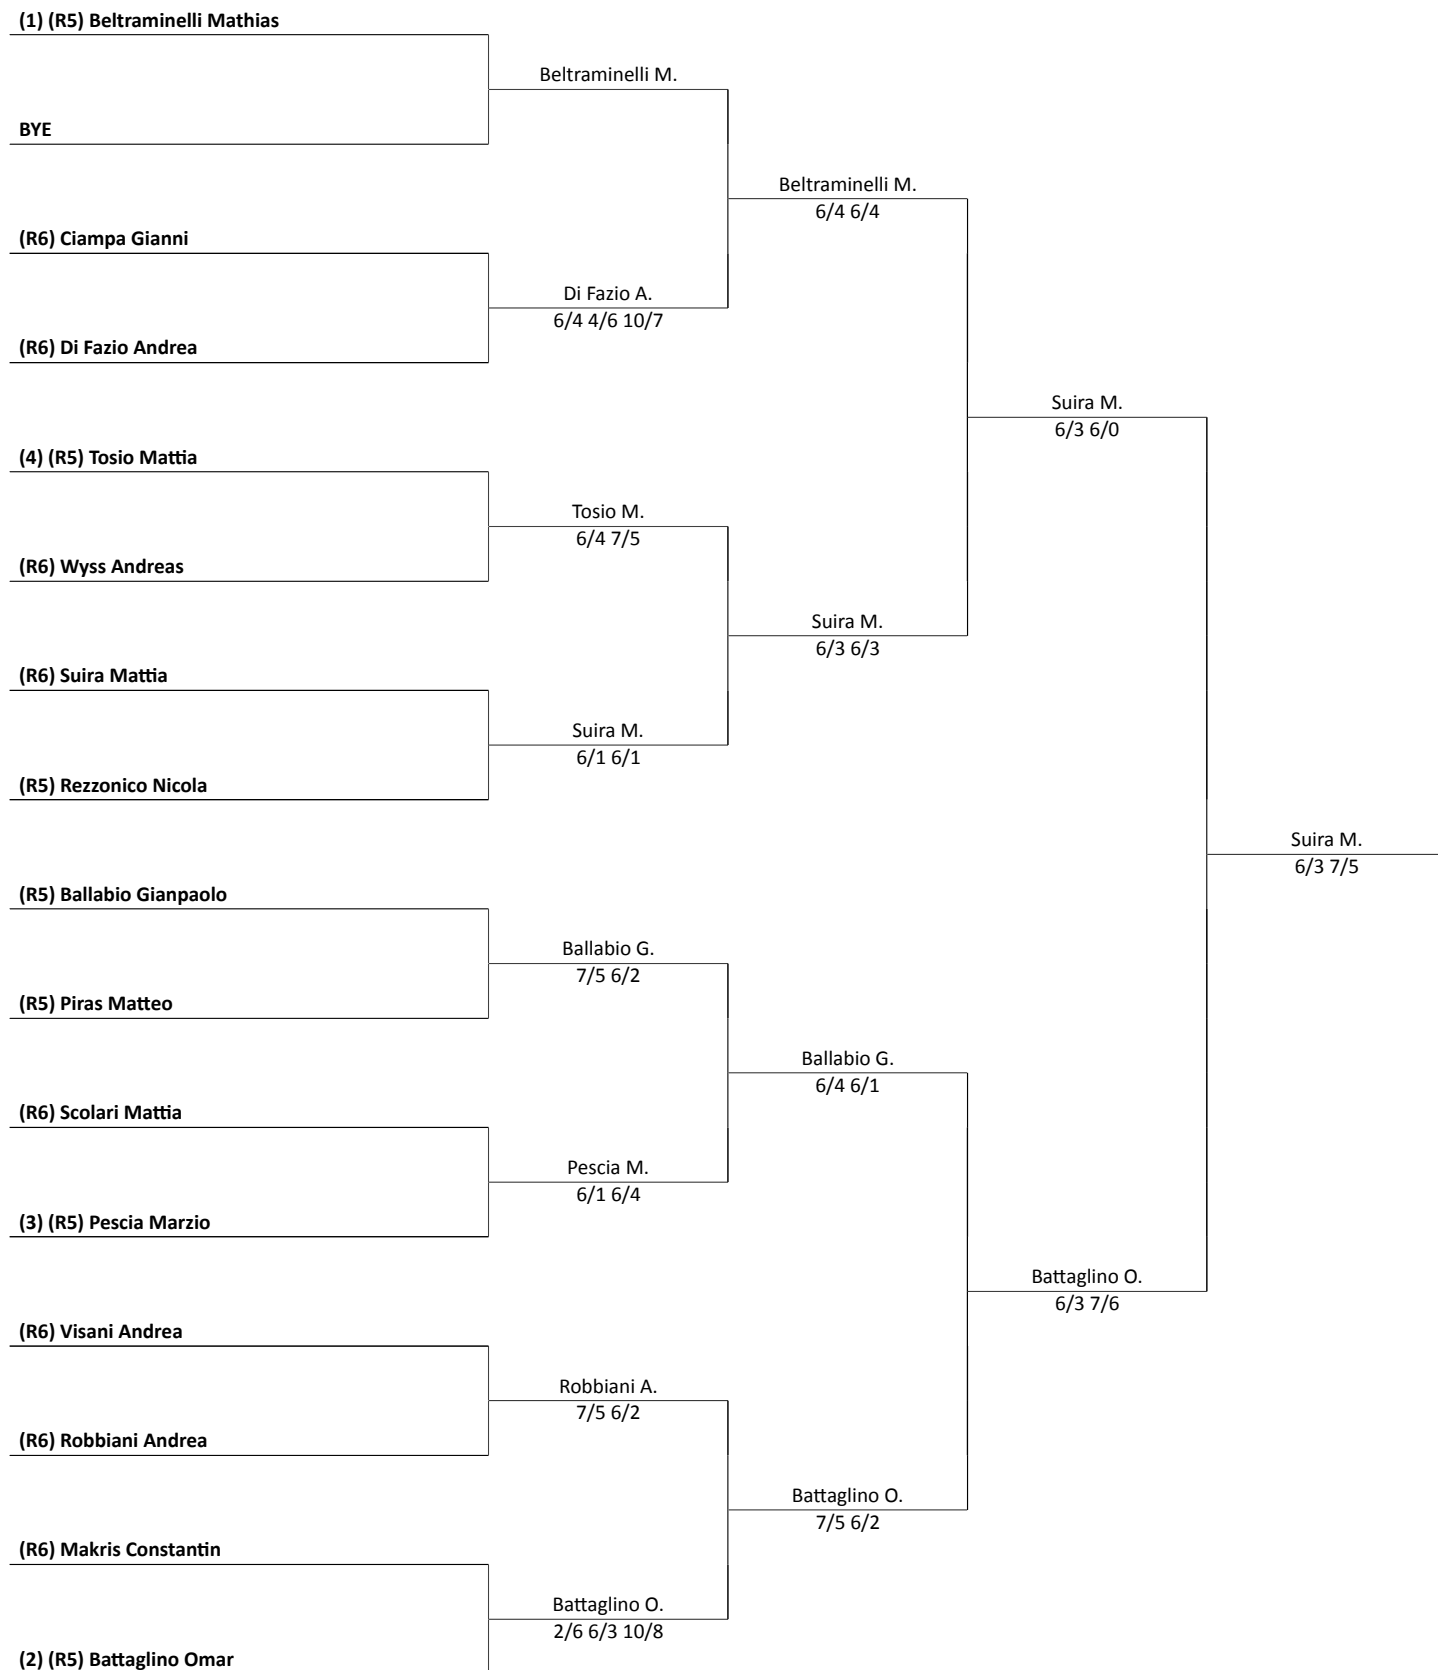 (1) (R5) Beltraminelli Mathias
Beltraminelli M.
BYE
Beltraminelli M.
6/4 6/4
(R6) Ciampa Gianni
Di Fazio A.
6/4 4/6 10/7
(R6) Di Fazio Andrea
Suira M.
6/3 6/0
(4) (R5) Tosio Mattia
Tosio M.
6/4 7/5
(R6) Wyss Andreas
Suira M.
6/3 6/3
(R6) Suira Mattia
Suira M.
6/1 6/1
(R5) Rezzonico Nicola
Suira M.
6/3 7/5
(R5) Ballabio Gianpaolo
Ballabio G.
7/5 6/2
(R5) Piras Matteo
Ballabio G.
6/4 6/1
(R6) Scolari Mattia
Pescia M.
6/1 6/4
(3) (R5) Pescia Marzio
Battaglino O.
6/3 7/6
(R6) Visani Andrea
Robbiani A.
7/5 6/2
(R6) Robbiani Andrea
Battaglino O.
7/5 6/2
(R6) Makris Constantin
Battaglino O.
2/6 6/3 10/8
(2) (R5) Battaglino Omar